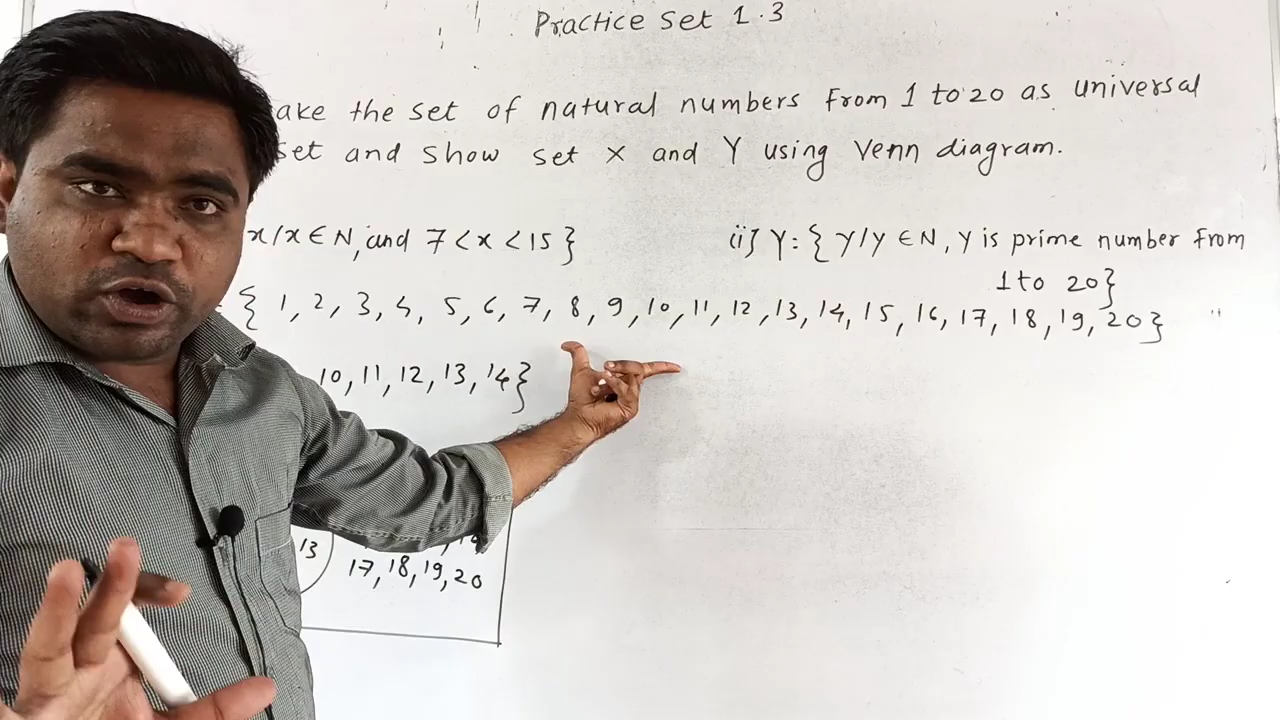 Practice Set 1.3
ake the set of natural numbers from 1 to 20 as universal
set and show set X and Y using Venn diagram.
x/x ∈ N, and 7 < x < 15 }
ii] Y: { Y/Y ∈ N, Y is prime number from
1 to 20}
{ 1, 2, 3, 4, 5, 6, 7, 8, 9, 10, 11, 12, 13, 14, 15, 16, 17, 18, 19, 20}
10, 11, 12, 13, 14}
13
17, 18, 19, 20